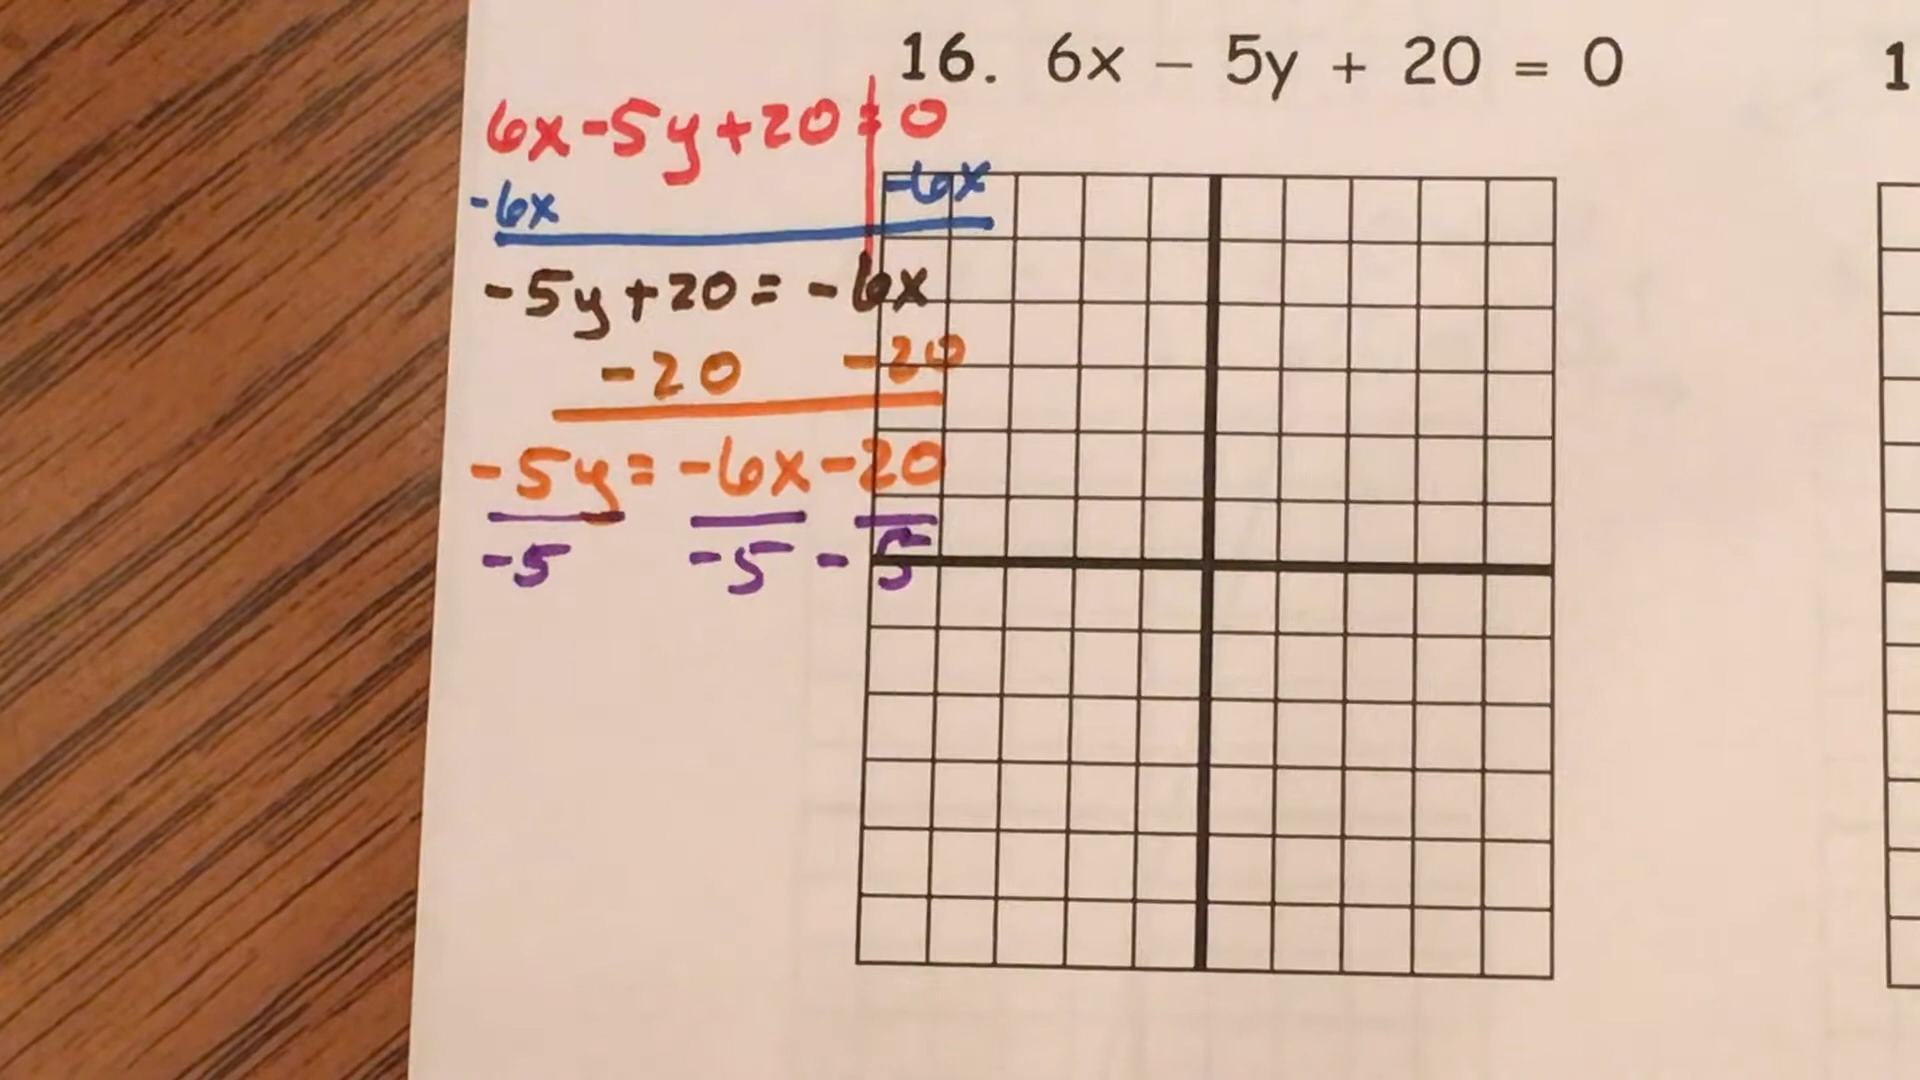 16. 6x − 5y + 20 = 0
1
6x-5y+20=0
-6x -6x
-5y+20=-6x
-20 -20
-5y=-6x-20
-5 -5 -5